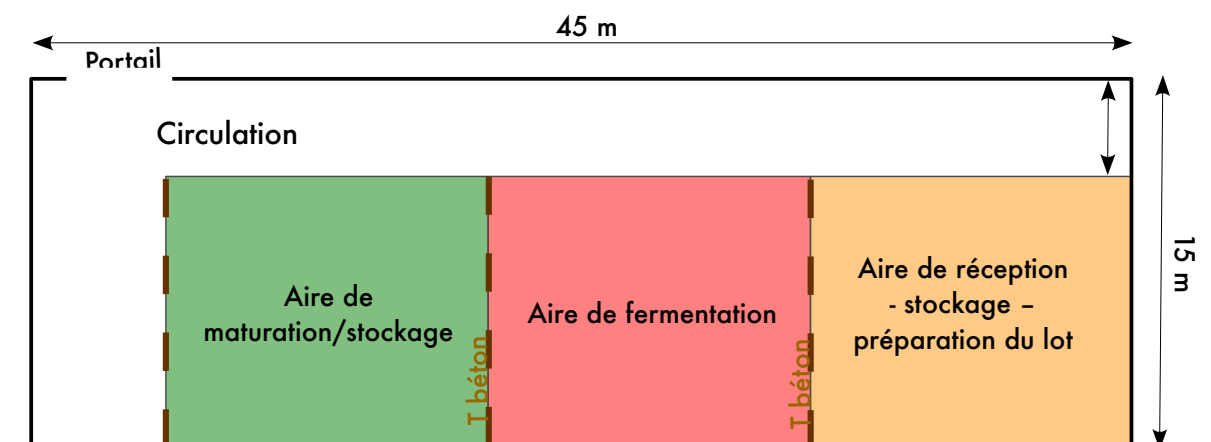 45 m
Portail
Circulation
15 m
Aire de
maturation/stockage
Aire de fermentation
Aire de réception
- stockage –
préparation du lot
T béton
T béton